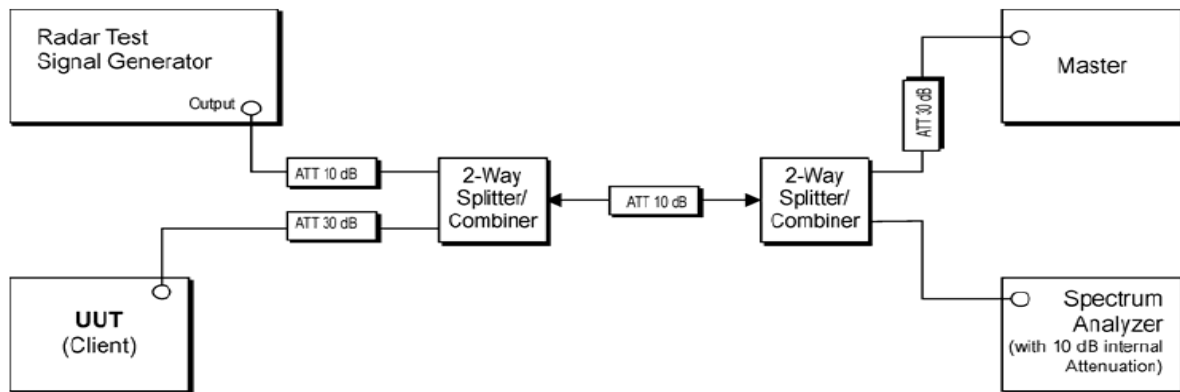 Radar Test
Signal Generator
Output
ATT 10 dB
ATT 30 dB
2-Way
Splitter/
Combiner
ATT 10 dB
2-Way
Splitter/
Combiner
ATT 30 dB
Master
UUT
(Client)
Spectrum
Analyzer
(with 10 dB internal
Attenuation)